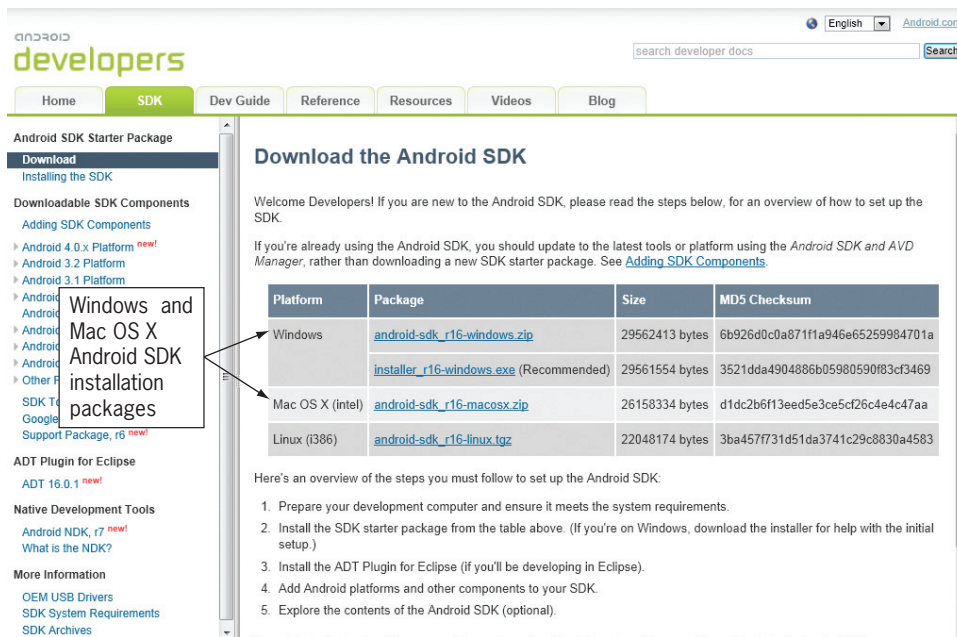 English
Android.com
android
developers
search developer docs
Search
Home
SDK
Dev Guide
Reference
Resources
Videos
Blog
Android SDK Starter Package
Download
Installing the SDK
Downloadable SDK Components
Adding SDK Components
Android 4.0.x Platform new!
Android 3.2 Platform
Android 3.1 Platform
Android
Android
Android
Android
Android
Other
SDK
Google
Support Package, r6 new!
ADT Plugin for Eclipse
ADT 16.0.1 new!
Native Development Tools
Android NDK, r7 new!
What is the NDK?
More Information
OEM USB Drivers
SDK System Requirements
SDK Archives
Windows and
Mac OS X
Android SDK
installation
packages
Download the Android SDK
Welcome Developers! If you are new to the Android SDK, please read the steps below, for an overview of how to set up the
SDK.
If you're already using the Android SDK, you should update to the latest tools or platform using the Android SDK and AVD
Manager, rather than downloading a new SDK starter package. See Adding SDK Components.
Platform Package Size MD5 Checksum
Windows android-sdk_r16-windows.zip 29562413 bytes 6b926d0c0a871f1a946e65259984701a
installer_r16-windows.exe (Recommended) 29561554 bytes 3521dda4904886b05980590f83cf3469
Mac OS X (intel) android-sdk_r16-macosx.zip 26158334 bytes d1dc2b6f13eed5e3ce5cf26c4e4c47aa
Linux (i386) android-sdk_r16-linux.tgz 22048174 bytes 3ba457f731d51da3741c29c8830a4583
Here's an overview of the steps you must follow to set up the Android SDK:
1. Prepare your development computer and ensure it meets the system requirements.
2. Install the SDK starter package from the table above. (If you're on Windows, download the installer for help with the initial
setup.)
3. Install the ADT Plugin for Eclipse (if you'll be developing in Eclipse).
4. Add Android platforms and other components to your SDK.
5. Explore the contents of the Android SDK (optional).